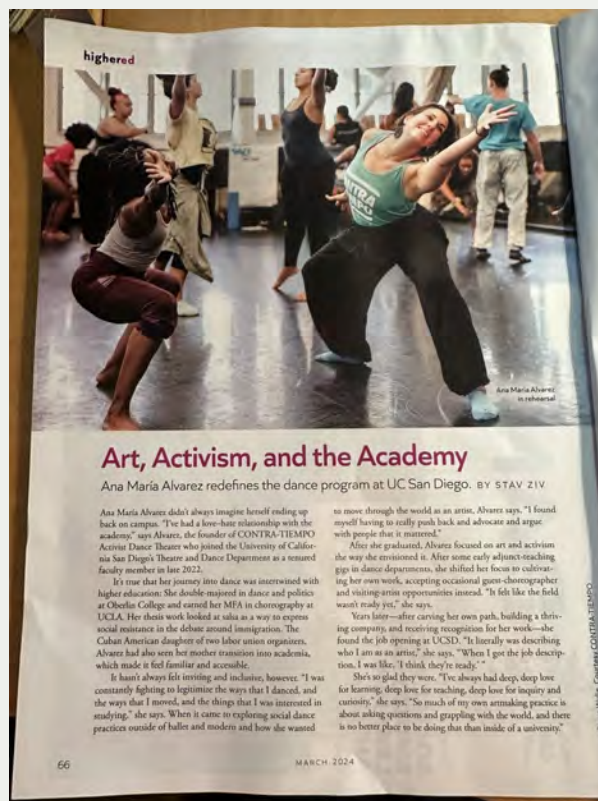 highered
CONTRA
TIEMPO
Ana María Alvarez
in rehearsal
Art, Activism, and the Academy
Ana María Alvarez redefines the dance program at UC San Diego. BY STAV ZIV
Ana María Alvarez didn't always imagine herself ending up
back on campus. "I've had a love-hate relationship with the
academy," says Alvarez, the founder of CONTRA-TIEMPO
Activist Dance Theater who joined the University of Califor-
nia San Diego's Theatre and Dance Department as a tenured
faculty member in late 2022.
It's true that her journey into dance was intertwined with
higher education: She double-majored in dance and politics
at Oberlin College and earned her MFA in choreography at
UCLA. Her thesis work looked at salsa as a way to express
social resistance in the debate around immigration. The
Cuban American daughter of two labor union organizers,
Alvarez had also seen her mother transition into academia,
which made it feel familiar and accessible.
It hasn't always felt inviting and inclusive, however. "I was
constantly fighting to legitimize the ways that I danced, and
the ways that I moved, and the things that I was interested in
studying," she says. When it came to exploring social dance
practices outside of ballet and modern and how she wanted
to move through the world as an artist, Alvarez says, "I found
myself having to really push back and advocate and argue
with people that it mattered."
After she graduated, Alvarez focused on art and activism
the way she envisioned it. After some early adjunct-teaching
gigs in dance departments, she shifted her focus to cultivat-
ing her own work, accepting occasional guest-choreographer
and visiting-artist opportunities instead. "It felt like the field
wasn't ready yet," she says.
Years later—after carving her own path, building a thriv-
ing company, and receiving recognition for her work—she
found the job opening at UCSD. "It literally was describing
who I am as an artist," she says. "When I got the job descrip-
tion, I was like, 'I think they're ready.' "
She's so glad they were. "I've always had deep, deep love
for learning, deep love for teaching, deep love for inquiry and
curiosity," she says. "So much of my own artmaking practice is
about asking questions and grappling with the world, and there
is no better place to be doing that than inside of a university."
Courtesy CONTRA-TIEMPO
66
MARCH 2024